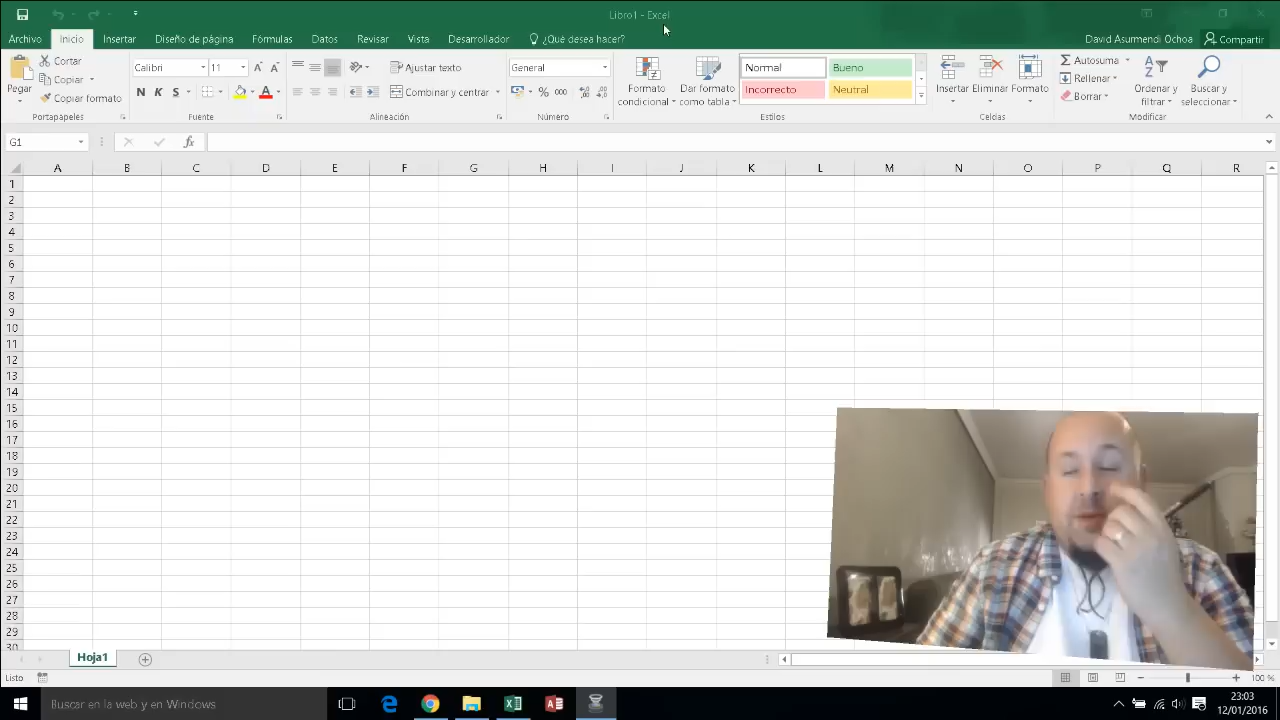 Libro1 - Excel
Archivo Inicio Insertar Diseño de página Fórmulas Datos Revisar Vista Desarrollador ¿Qué desea hacer? David Asurmendi Ochoa Compartir
Pegar
Cortar
Copiar
Copiar formato
Portapapeles
Calibri 11
N K S
Fuente
Ajustar texto
Combinar y centrar
Alineación
General
% 000
Número
Formato condicional
Dar formato como tabla
Normal Bueno
Incorrecto Neutral
Estilos
Insertar Eliminar Formato
Celdas
Autosuma
Rellenar
Borrar
Ordenar y filtrar
Buscar y seleccionar
Modificar
G1 fx
A B C D E F G H I J K L M N O P Q R
1
2
3
4
5
6
7
8
9
10
11
12
13
14
15
16
17
18
19
20
21
22
23
24
25
26
27
28
29
30
Hoja1
Listo 100 %
Buscar en la web y en Windows
23:03
12/01/2016